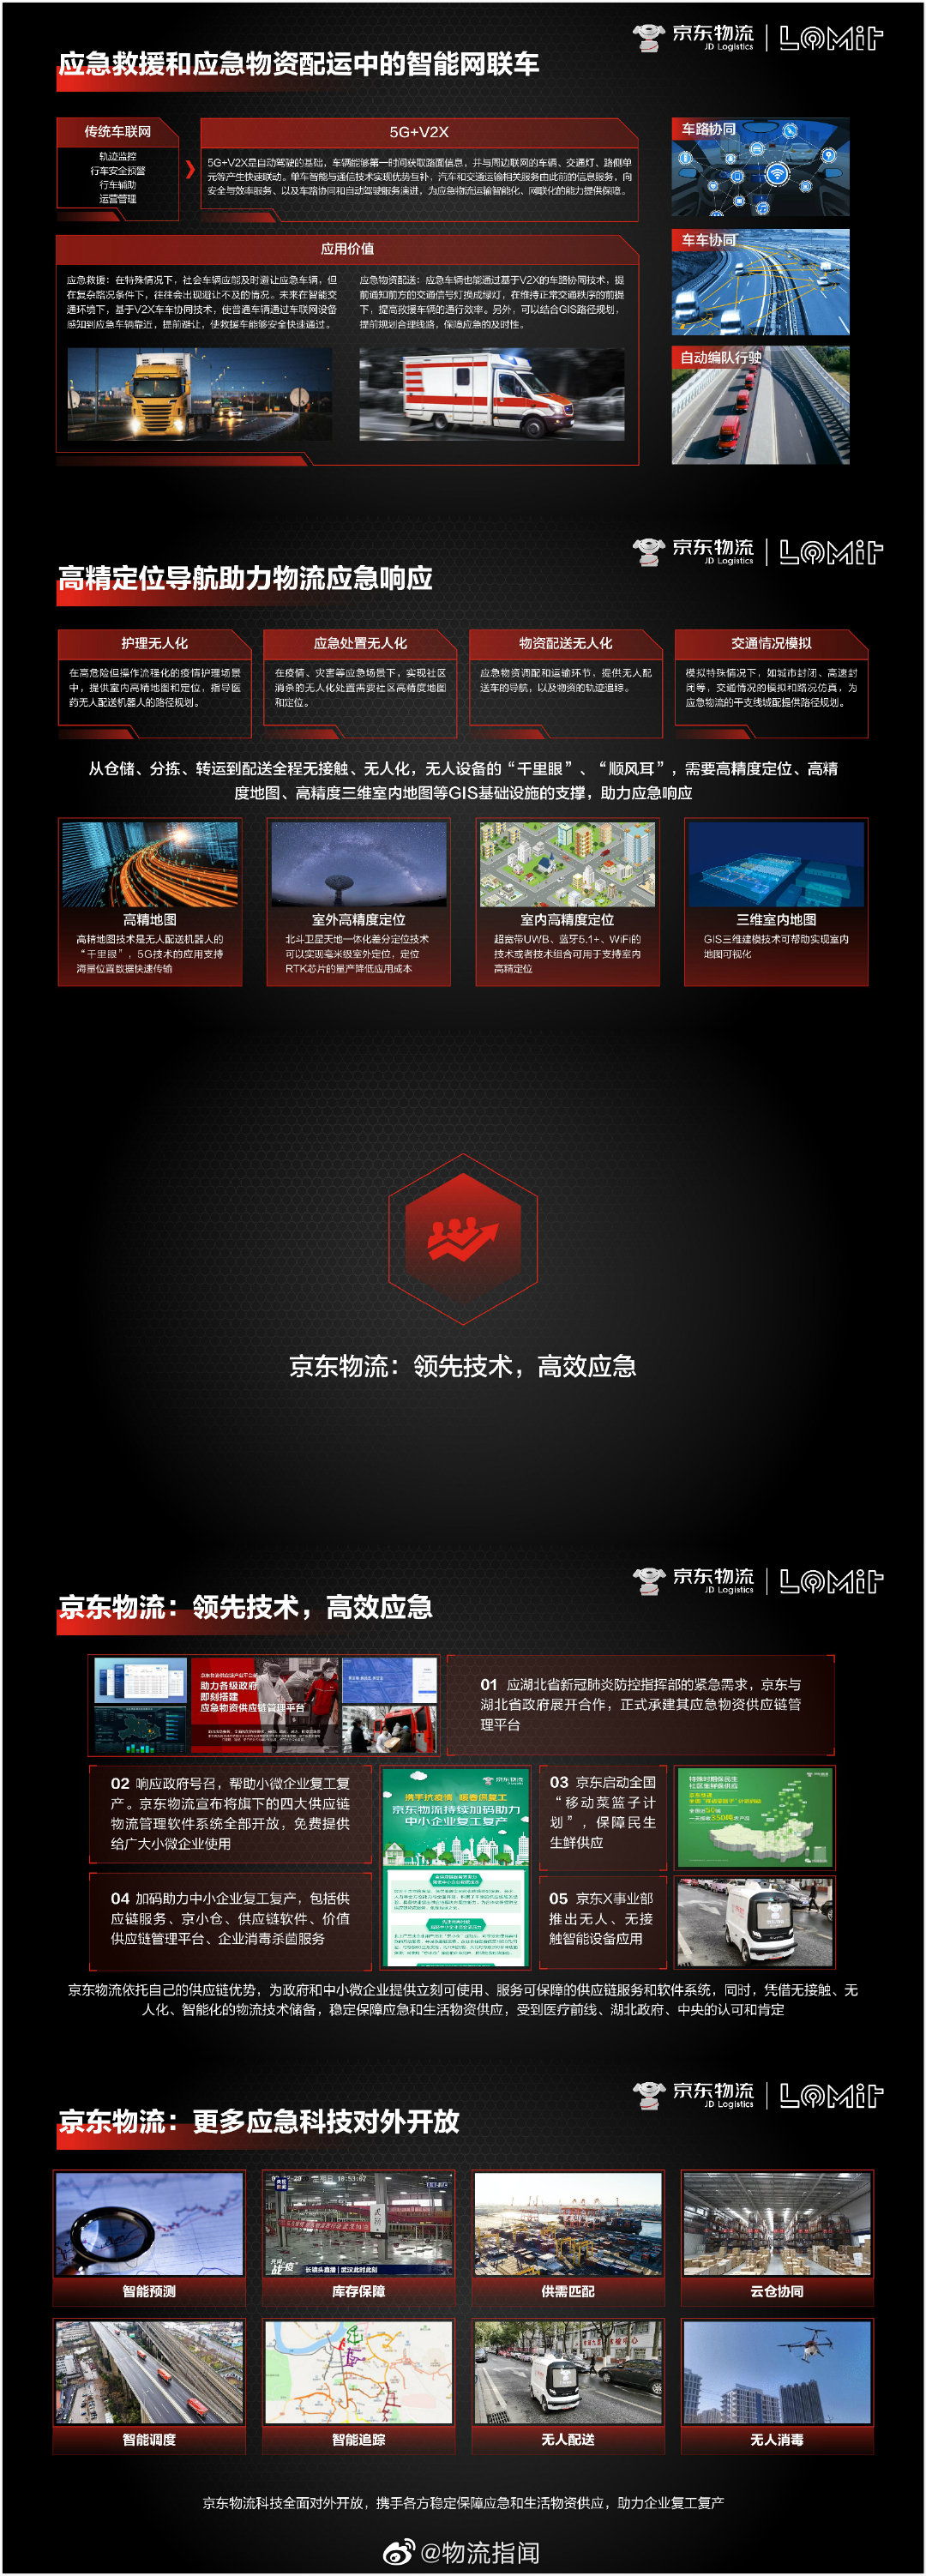 京东物流
JD Logistics
LOMir
应急救援和应急物资配运中的智能网联车
传统车联网
轨迹监控
行车安全预警
行车辅助
运营管理
5G+V2X
5G+V2X是自动驾驶的基础，车辆能够第一时间获取路面信息，并与周边联网的车辆、交通灯、路侧单
元等产生快速联动。单车智能与通信技术实现优势互补，汽车和交通运输相关服务由此前的信息服务，向
安全与效率服务、以及车路协同和自动驾驶服务演进，为应急物流运输智能化、网联化的能力提供保障。
车路协同
车车协同
自动编队行驶
应用价值
应急救援：在特殊情况下，社会车辆应能及时避让应急车辆，但
在复杂路况条件下，往往会出现避让不及的情况。未来在智能交
通环境下，基于V2X车车协同技术，使普通车辆通过车联网设备
感知到应急车辆靠近，提前避让，使救援车能够安全快速通过。
应急物资配送：应急车辆也能通过基于V2X的车路协同技术，提
前通知前方的交通信号灯换成绿灯，在维持正常交通秩序的前提
下，提高救援车辆的通行效率。另外，可以结合GIS路径规划，
提前规划合理线路，保障应急的及时性。
京东物流
JD Logistics
LOMir
高精定位导航助力物流应急响应
护理无人化
在高危险但操作流程化的疫情护理场景
中，提供室内高精地图和定位，指导医
药无人配送机器人的路径规划。
应急处置无人化
在疫情、灾害等应急场景下，实现社区
消杀的无人化处置需要社区高精度地图
和定位。
物资配送无人化
应急物资调配和运输环节，提供无人配
送车的导航，以及物资的轨迹追踪。
交通情况模拟
模拟特殊情况下，如城市封闭、高速封
闭等，交通情况的模拟和路况仿真，为
应急物流的干支线城配提供路径规划。
从仓储、分拣、转运到配送全程无接触、无人化，无人设备的“千里眼”、“顺风耳”，需要高精度定位、高精
度地图、高精度三维室内地图等GIS基础设施的支撑，助力应急响应
高精地图
高精地图技术是无人配送机器人的
“千里眼”，5G技术的应用支持
海量位置数据快速传输
室外高精度定位
北斗卫星天地一体化差分定位技术
可以实现毫米级室外定位，定位
RTK芯片的量产降低应用成本
室内高精度定位
超宽带UWB、蓝牙5.1+、WiFi的
技术或者技术组合可用于支持室内
高精定位
三维室内地图
GIS三维建模技术可帮助实现室内
地图可视化
京东物流：领先技术，高效应急
京东物流
JD Logistics
LOMir
京东物流：领先技术，高效应急
助力各级政府
即刻搭建
应急物资供应链管理平台
01 应湖北省新冠肺炎防控指挥部的紧急需求，京东与
湖北省政府展开合作，正式承建其应急物资供应链管
理平台
02 响应政府号召，帮助小微企业复工复
产。京东物流宣布将旗下的四大供应链
物流管理软件系统全部开放，免费提供
给广大小微企业使用
京东物流
携手抗疫情 暖春促复工
京东物流持续加码助力
中小企业复工复产
03 京东启动全国
“移动菜篮子计
划”，保障民生
生鲜供应
04 加码助力中小企业复工复产，包括供
应链服务、京小仓、供应链软件、价值
供应链管理平台、企业消毒杀菌服务
05 京东X事业部
推出无人、无接
触智能设备应用
京东物流依托自己的供应链优势，为政府和中小微企业提供立刻可使用、服务可保障的供应链服务和软件系统，同时，凭借无接触、无
人化、智能化的物流技术储备，稳定保障应急和生活物资供应，受到医疗前线、湖北政府、中央的认可和肯定
京东物流
JD Logistics
LOMir
京东物流：更多应急科技对外开放
智能预测
库存保障
供需匹配
云仓协同
智能调度
智能追踪
无人配送
无人消毒
京东物流科技全面对外开放，携手各方稳定保障应急和生活物资供应，助力企业复工复产
@物流指闻